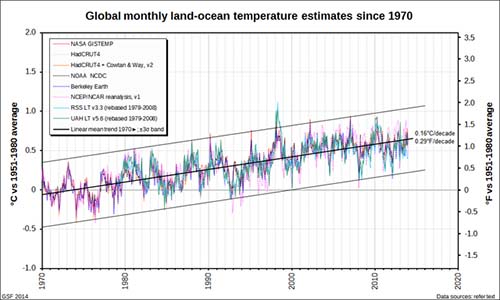 Global monthly land-ocean temperature estimates since 1970
°C vs 1951-1980 average
2.0
1.5
1.0
0.5
0
-0.5
-1.0
NASA GISTEMP
HadCRUT4
HadCRUT4 + Cowtan & Way, v2
NOAA NCDC
Berkeley Earth
NCEP/NCAR reanalysis, v1
RSS LT v3.3 (rebased 1979-2008)
UAH LT v5.6 (rebased 1979-2008)
Linear mean trend 1970►; ±3σ band
0.16°C/decade
0.29°F/decade
3.5
3.0
2.5
2.0
1.5
1.0
0.5
0
-0.5
-1.0
-1.5
°F vs 1951-1980 average
1970
1980
1990
2000
2010
2020
GSF 2014
Data sources: referred